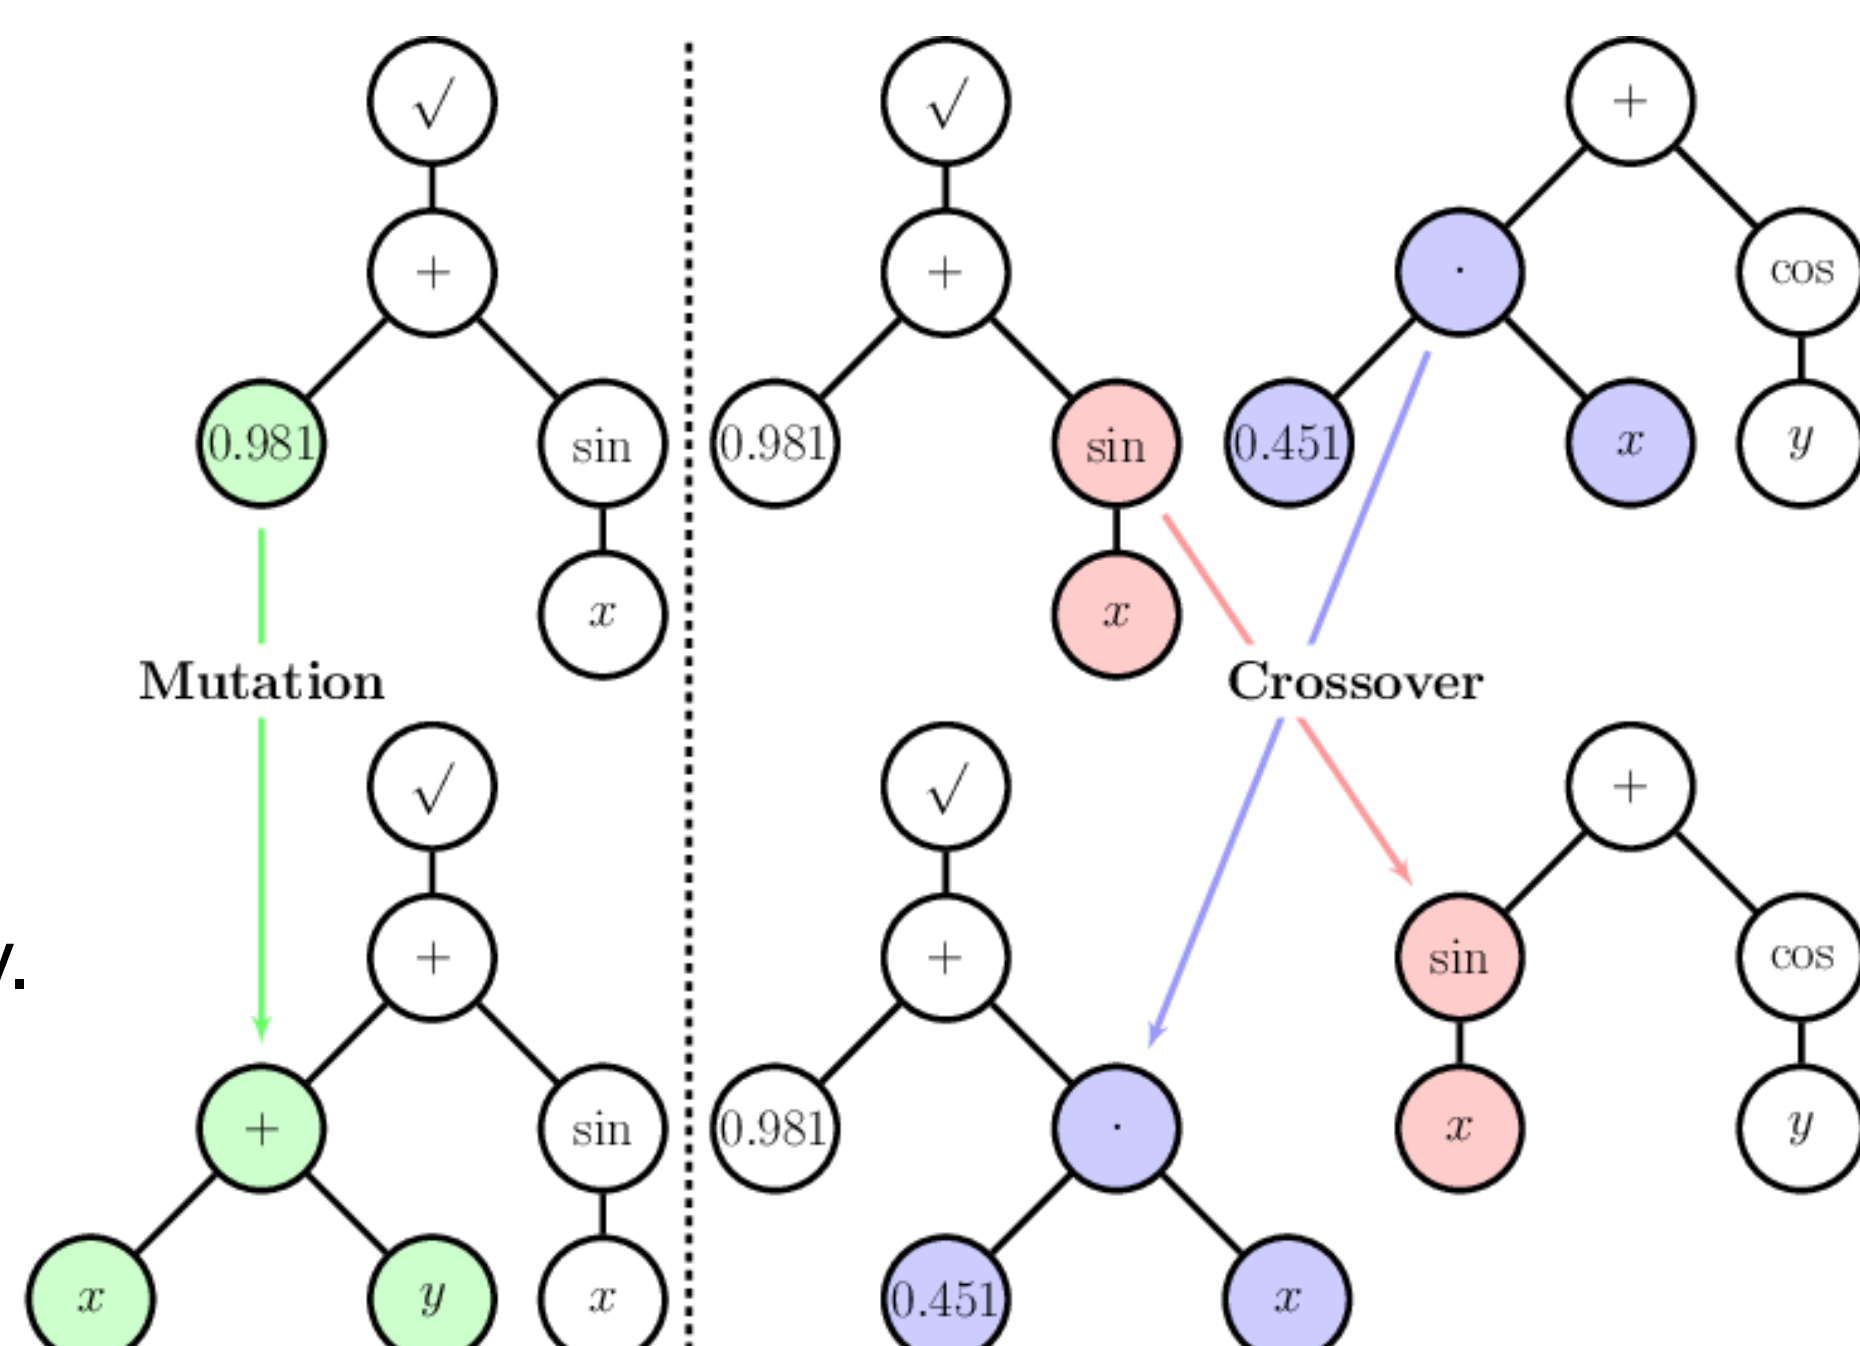 √ √ +
+ + · cos
0.981 sin 0.981 sin 0.451 x y
x x
Mutation Crossover
√ √ +
+ + sin cos
+ sin 0.981 · x y
x y x 0.451 x